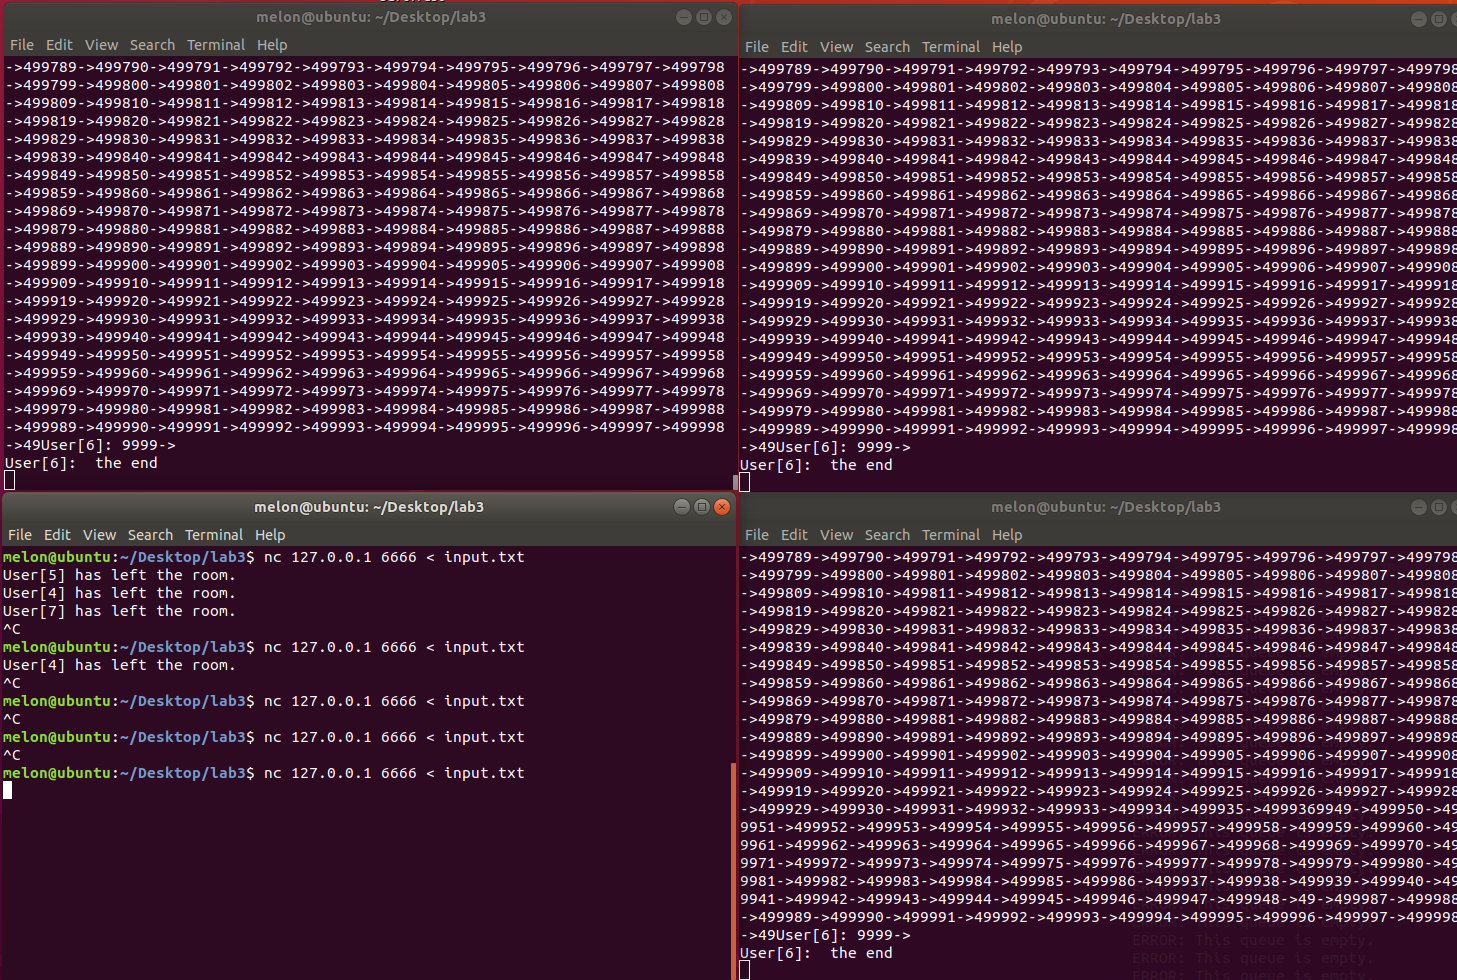 melon@ubuntu: ~/Desktop/lab3
File Edit View Search Terminal Help
->499789->499790->499791->499792->499793->499794->499795->499796->499797->499798
->499799->499800->499801->499802->499803->499804->499805->499806->499807->499808
->499809->499810->499811->499812->499813->499814->499815->499816->499817->499818
->499819->499820->499821->499822->499823->499824->499825->499826->499827->499828
->499829->499830->499831->499832->499833->499834->499835->499836->499837->499838
->499839->499840->499841->499842->499843->499844->499845->499846->499847->499848
->499849->499850->499851->499852->499853->499854->499855->499856->499857->499858
->499859->499860->499861->499862->499863->499864->499865->499866->499867->499868
->499869->499870->499871->499872->499873->499874->499875->499876->499877->499878
->499879->499880->499881->499882->499883->499884->499885->499886->499887->499888
->499889->499890->499891->499892->499893->499894->499895->499896->499897->499898
->499899->499900->499901->499902->499903->499904->499905->499906->499907->499908
->499909->499910->499911->499912->499913->499914->499915->499916->499917->499918
->499919->499920->499921->499922->499923->499924->499925->499926->499927->499928
->499929->499930->499931->499932->499933->499934->499935->499936->499937->499938
->499939->499940->499941->499942->499943->499944->499945->499946->499947->499948
->499949->499950->499951->499952->499953->499954->499955->499956->499957->499958
->499959->499960->499961->499962->499963->499964->499965->499966->499967->499968
->499969->499970->499971->499972->499973->499974->499975->499976->499977->499978
->499979->499980->499981->499982->499983->499984->499985->499986->499987->499988
->499989->499990->499991->499992->499993->499994->499995->499996->499997->499998
->49User[6]: 9999->
User[6]:  the end
melon@ubuntu: ~/Desktop/lab3
File Edit View Search Terminal Help
->499789->499790->499791->499792->499793->499794->499795->499796->499797->499798
->499799->499800->499801->499802->499803->499804->499805->499806->499807->499808
->499809->499810->499811->499812->499813->499814->499815->499816->499817->499818
->499819->499820->499821->499822->499823->499824->499825->499826->499827->499828
->499829->499830->499831->499832->499833->499834->499835->499836->499837->499838
->499839->499840->499841->499842->499843->499844->499845->499846->499847->499848
->499849->499850->499851->499852->499853->499854->499855->499856->499857->499858
->499859->499860->499861->499862->499863->499864->499865->499866->499867->499868
->499869->499870->499871->499872->499873->499874->499875->499876->499877->499878
->499879->499880->499881->499882->499883->499884->499885->499886->499887->499888
->499889->499890->499891->499892->499893->499894->499895->499896->499897->499898
->499899->499900->499901->499902->499903->499904->499905->499906->499907->499908
->499909->499910->499911->499912->499913->499914->499915->499916->499917->499918
->499919->499920->499921->499922->499923->499924->499925->499926->499927->499928
->499929->499930->499931->499932->499933->499934->499935->499936->499937->499938
->499939->499940->499941->499942->499943->499944->499945->499946->499947->499948
->499949->499950->499951->499952->499953->499954->499955->499956->499957->499958
->499959->499960->499961->499962->499963->499964->499965->499966->499967->499968
->499969->499970->499971->499972->499973->499974->499975->499976->499977->499978
->499979->499980->499981->499982->499983->499984->499985->499986->499987->499988
->499989->499990->499991->499992->499993->499994->499995->499996->499997->499998
->49User[6]: 9999->
User[6]:  the end
melon@ubuntu: ~/Desktop/lab3
File Edit View Search Terminal Help
melon@ubuntu:~/Desktop/lab3$ nc 127.0.0.1 6666 < input.txt
User[5] has left the room.
User[4] has left the room.
User[7] has left the room.
^C
melon@ubuntu:~/Desktop/lab3$ nc 127.0.0.1 6666 < input.txt
User[4] has left the room.
^C
melon@ubuntu:~/Desktop/lab3$ nc 127.0.0.1 6666 < input.txt
^C
melon@ubuntu:~/Desktop/lab3$ nc 127.0.0.1 6666 < input.txt
^C
melon@ubuntu:~/Desktop/lab3$ nc 127.0.0.1 6666 < input.txt
melon@ubuntu: ~/Desktop/lab3
File Edit View Search Terminal Help
->499789->499790->499791->499792->499793->499794->499795->499796->499797->499798
->499799->499800->499801->499802->499803->499804->499805->499806->499807->499808
->499809->499810->499811->499812->499813->499814->499815->499816->499817->499818
->499819->499820->499821->499822->499823->499824->499825->499826->499827->499828
->499829->499830->499831->499832->499833->499834->499835->499836->499837->499838
->499839->499840->499841->499842->499843->499844->499845->499846->499847->499848
->499849->499850->499851->499852->499853->499854->499855->499856->499857->499858
->499859->499860->499861->499862->499863->499864->499865->499866->499867->499868
->499869->499870->499871->499872->499873->499874->499875->499876->499877->499878
->499879->499880->499881->499882->499883->499884->499885->499886->499887->499888
->499889->499890->499891->499892->499893->499894->499895->499896->499897->499898
->499899->499900->499901->499902->499903->499904->499905->499906->499907->499908
->499909->499910->499911->499912->499913->499914->499915->499916->499917->499918
->499919->499920->499921->499922->499923->499924->499925->499926->499927->499928
->499929->499930->499931->499932->499933->499934->499935->4999369949->499950->49
9951->499952->499953->499954->499955->499956->499957->499958->499959->499960->49
9961->499962->499963->499964->499965->499966->499967->499968->499969->499970->49
9971->499972->499973->499974->499975->499976->499977->499978->499979->499980->49
9981->499982->499983->499984->499985->499986->499937->499938->499939->499940->49
9941->499942->499943->499944->499945->499946->499947->499948->49->499987->499988
->499989->499990->499991->499992->499993->499994->499995->499996->499997->499998
->49User[6]: 9999->
ERROR: This queue is empty.
User[6]:  the end
ERROR: This queue is empty.
ERROR: This queue is empty.